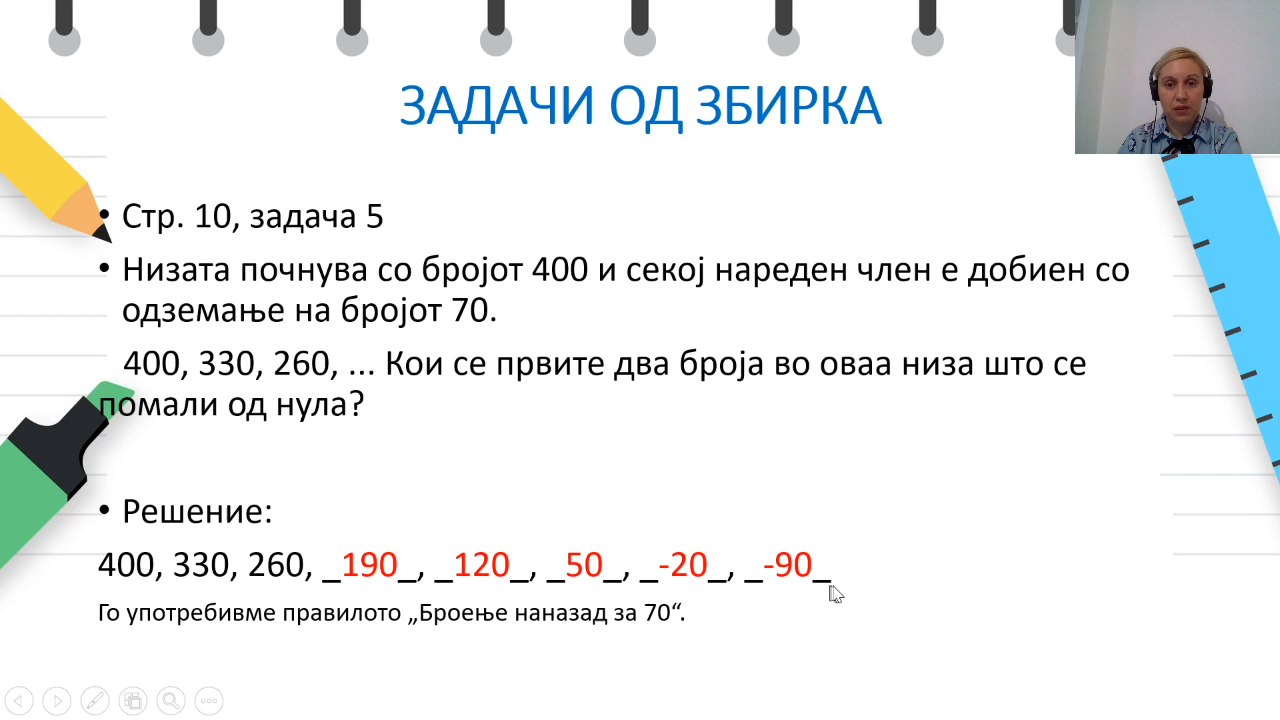 ЗАДАЧИ ОД ЗБИРКА
• Стр. 10, задача 5
• Низата почнува со бројот 400 и секој нареден член е добиен со
одземање на бројот 70.
400, 330, 260, ... Кои се првите два броја во оваа низа што се
помали од нула?
• Решение:
400, 330, 260, _190_, _120_, _50_, _-20_, _-90_
Го употребивме правилото „Броење наназад за 70“.